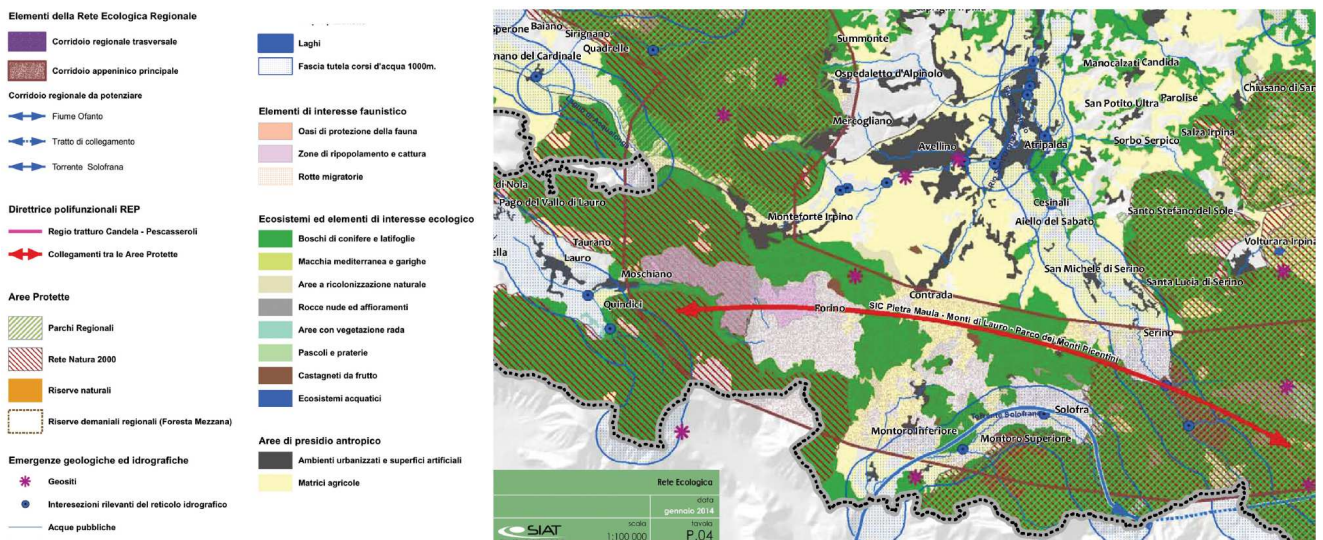 Elementi della Rete Ecologica Regionale
Corridoio regionale trasversale
Corridoio appeninico principale
Corridoio regionale da potenziare
Fiume Ofanto
Tratto di collegamento
Torrente Solofrana
Direttrice polifunzionali REP
Regio tratturo Candela - Pescasseroli
Collegamenti tra le Aree Protette
Aree Protette
Parchi Regionali
Rete Natura 2000
Riserve naturali
Riserve demaniali regionali (Foresta Mezzana)
Emergenze geologiche ed idrografiche
Geositi
Interesezioni rilevanti del reticolo idrografico
Acque pubbliche
Laghi
Fascia tutela corsi d'acqua 1000m.
Elementi di interesse faunistico
Oasi di protezione della fauna
Zone di ripopolamento e cattura
Rotte migratorie
Ecosistemi ed elementi di interesse ecologico
Boschi di conifere e latifoglie
Macchia mediterranea e garighe
Aree a ricolonizzazione naturale
Rocce nude ed affioramenti
Aree con vegetazione rada
Pascoli e praterie
Castagneti da frutto
Ecosistemi acquatici
Aree di presidio antropico
Ambienti urbanizzati e superfici artificiali
Matrici agricole
Baiano
Sirignano
Quadrelle
nano del Cardinale
Summonte
Ospedaletto d'Alpinolo
Mercogliano
Avellino
Atripalda
Manocalzati
Candida
San Potito Ultra
Parolise
Chiusano di San
Salza Irpina
Sorbo Serpico
di Nola
Pago del Vallo di Lauro
Taurano
Lauro
Moschiano
Quindici
Monteforte Irpino
Cesinali
Aiello del Sabato
Santo Stefano del Sole
Volturara Irpina
San Michele di Serino
Santa Lucia di Serino
Contrada
Forino
Serino
SIC Pietra Maula - Monti di Lauro - Parco dei Monti Picentini
Torrente Solofrana
Solofra
Montoro Inferiore
Montoro Superiore
Rete Ecologica
data
gennaio 2014
SIAT
scala
1:100 000
tavola
P.04